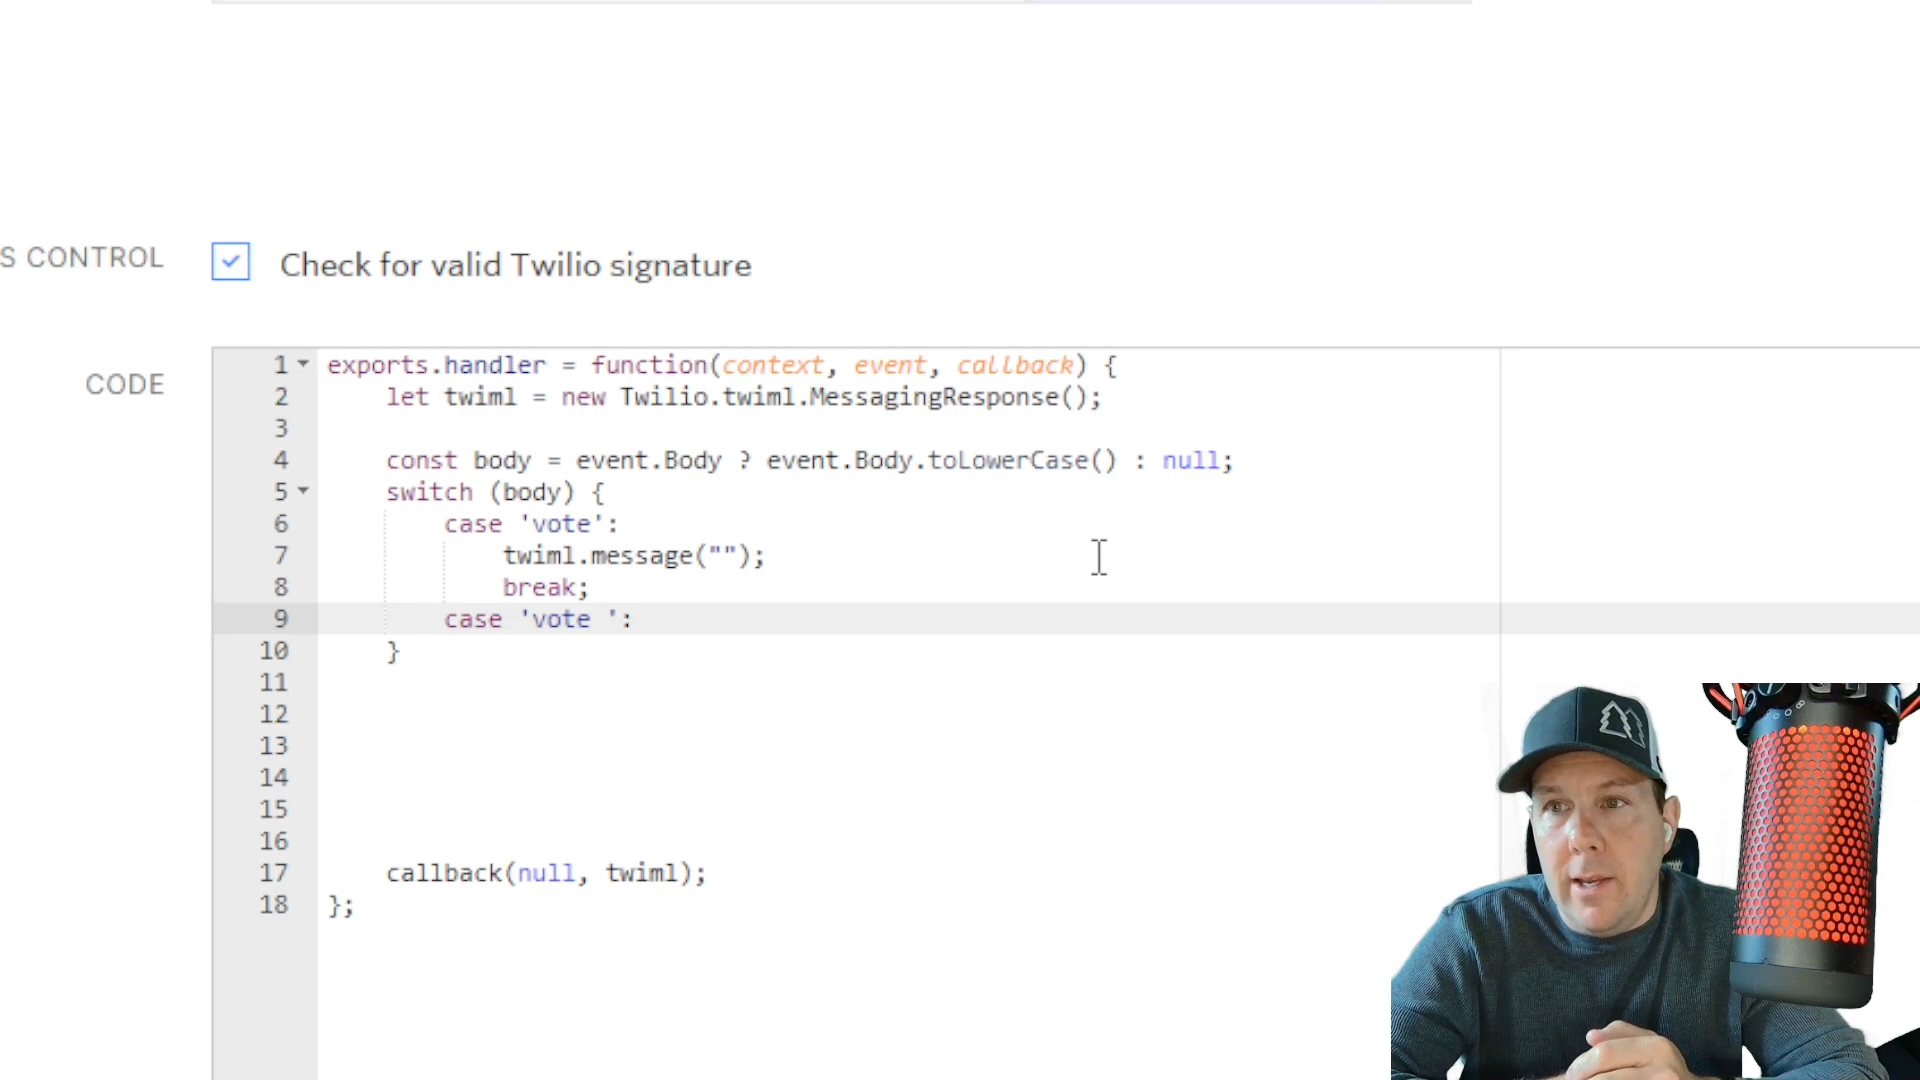 S CONTROL
Check for valid Twilio signature
CODE
1 exports.handler = function(context, event, callback) {
2 let twiml = new Twilio.twiml.MessagingResponse();
3
4 const body = event.Body ? event.Body.toLowerCase() : null;
5 switch (body) {
6 case 'vote':
7 twiml.message("");
8 break;
9 case 'vote ':
10 }
11
12
13
14
15
16
17 callback(null, twiml);
18 };